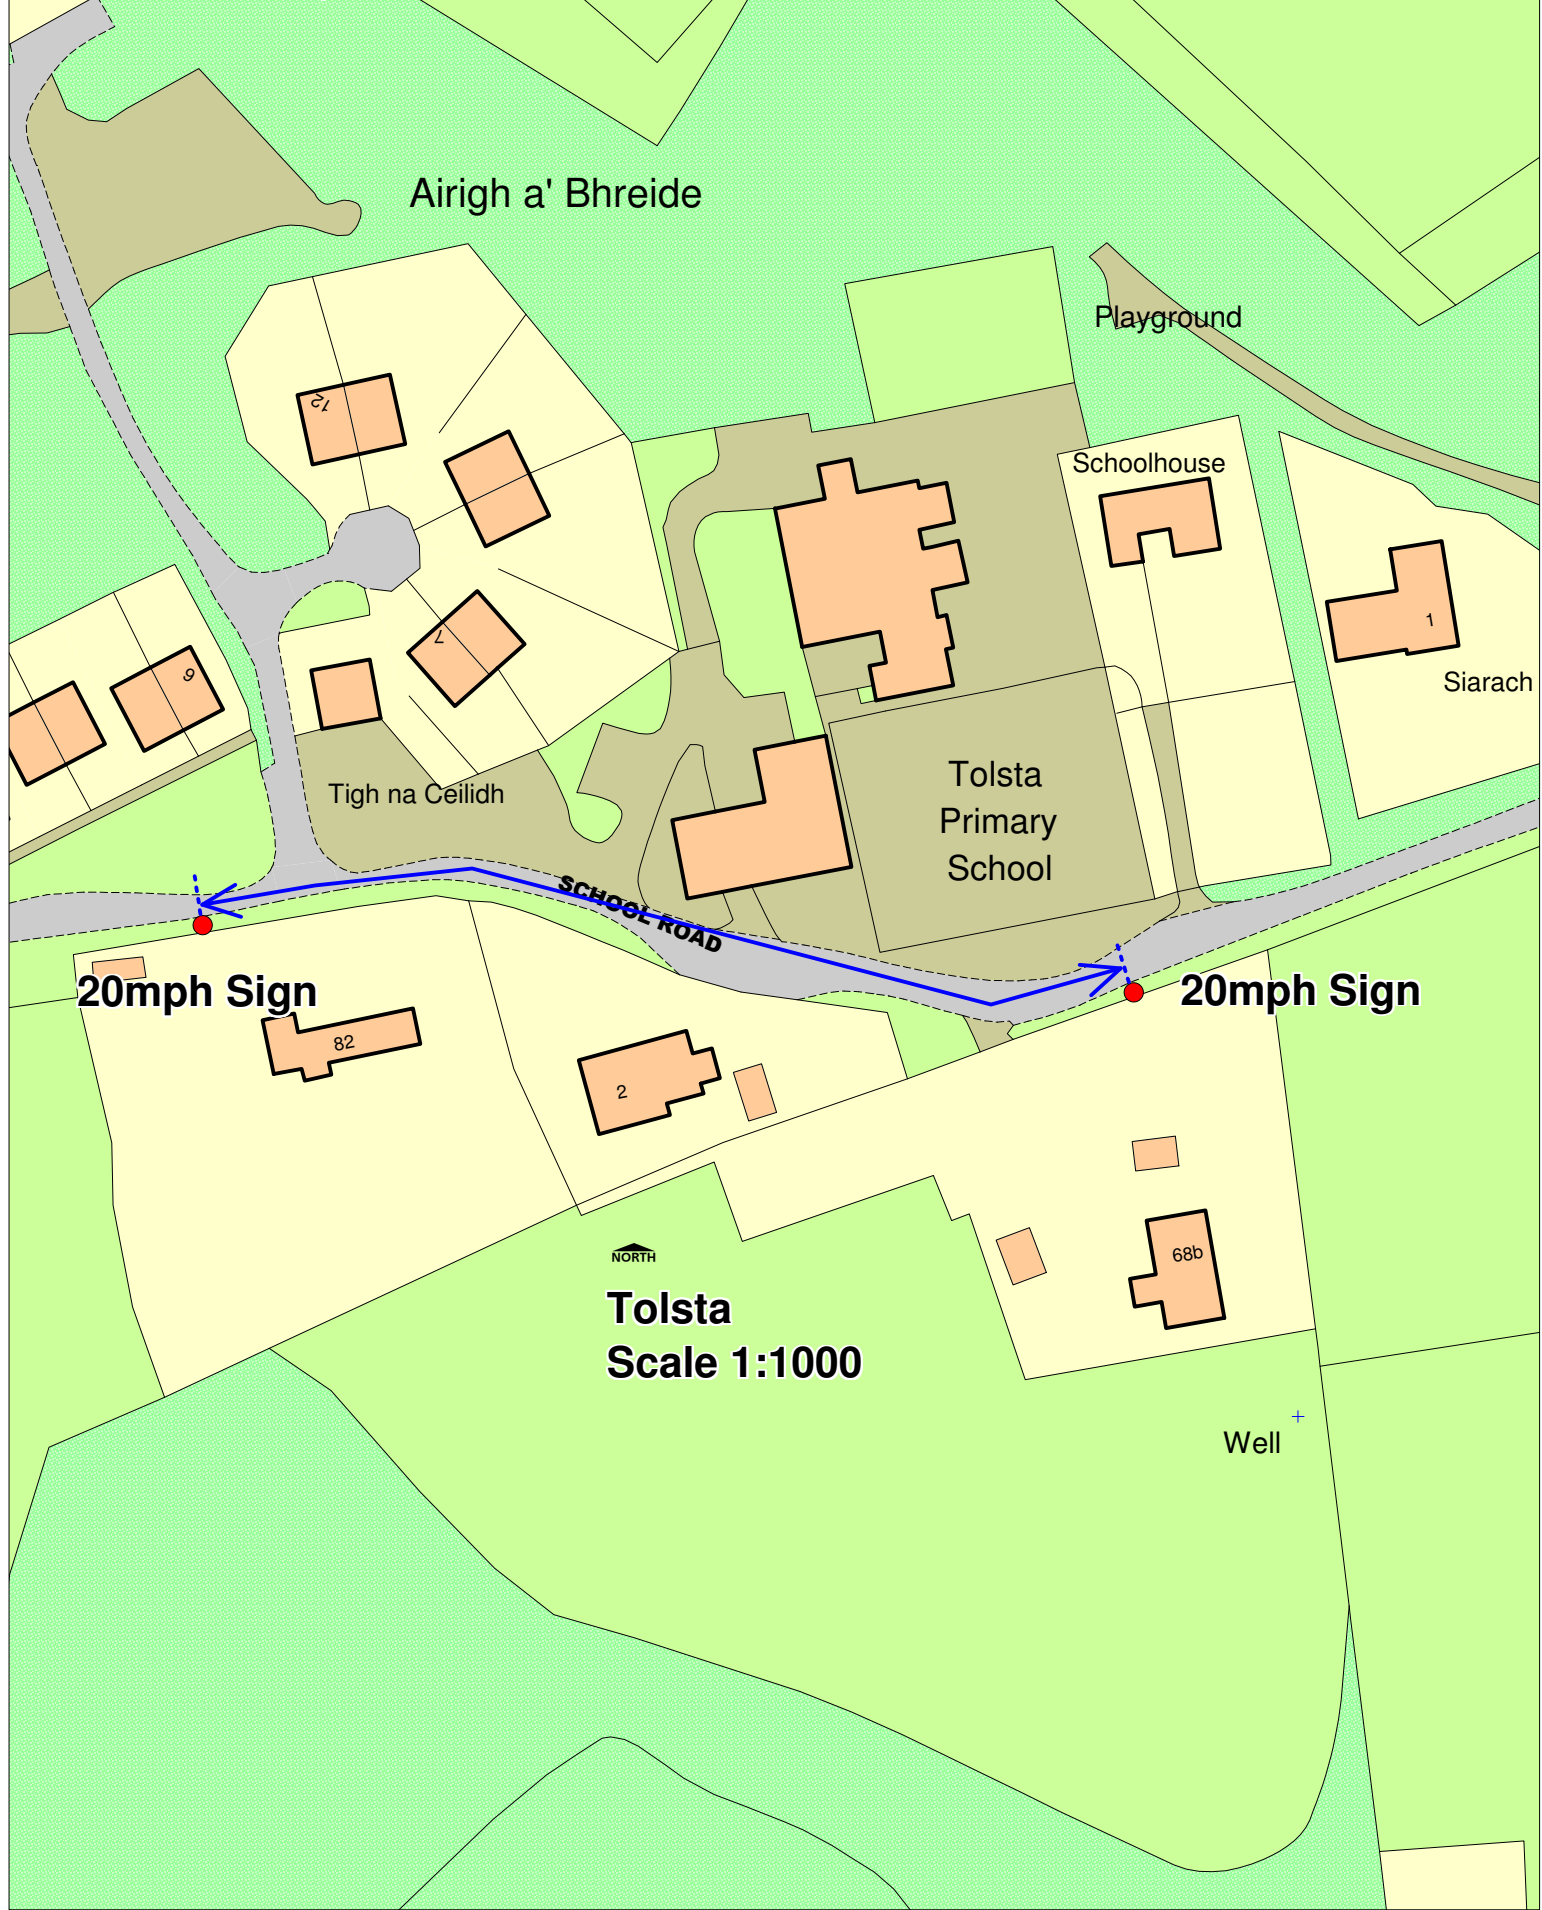 Airigh a' Bhreide
Playground
12
Schoolhouse
1
7
9
Siarach
Tigh na Ceilidh
Tolsta
Primary
School
SCHOOL ROAD
20mph Sign
20mph Sign
82
2
68b
NORTH
Tolsta
Scale 1:1000
Well